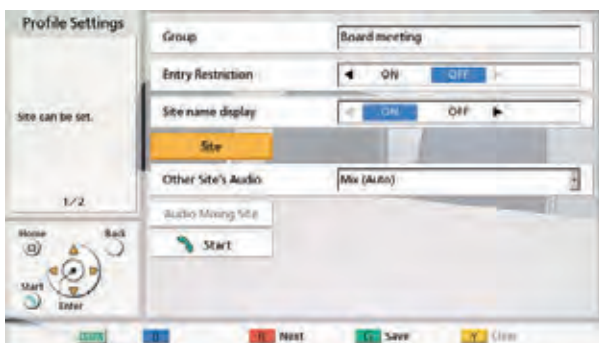 Profile Settings
Group
Board meeting
Entry Restriction
ON
OFF
Site name display
ON
OFF
Site can be set.
Site
Other Site's Audio
Mix (Auto)
1/2
Audio Mixing Site
Start
Home
Back
Start
Enter
B
R Next
G Save
Y Clear